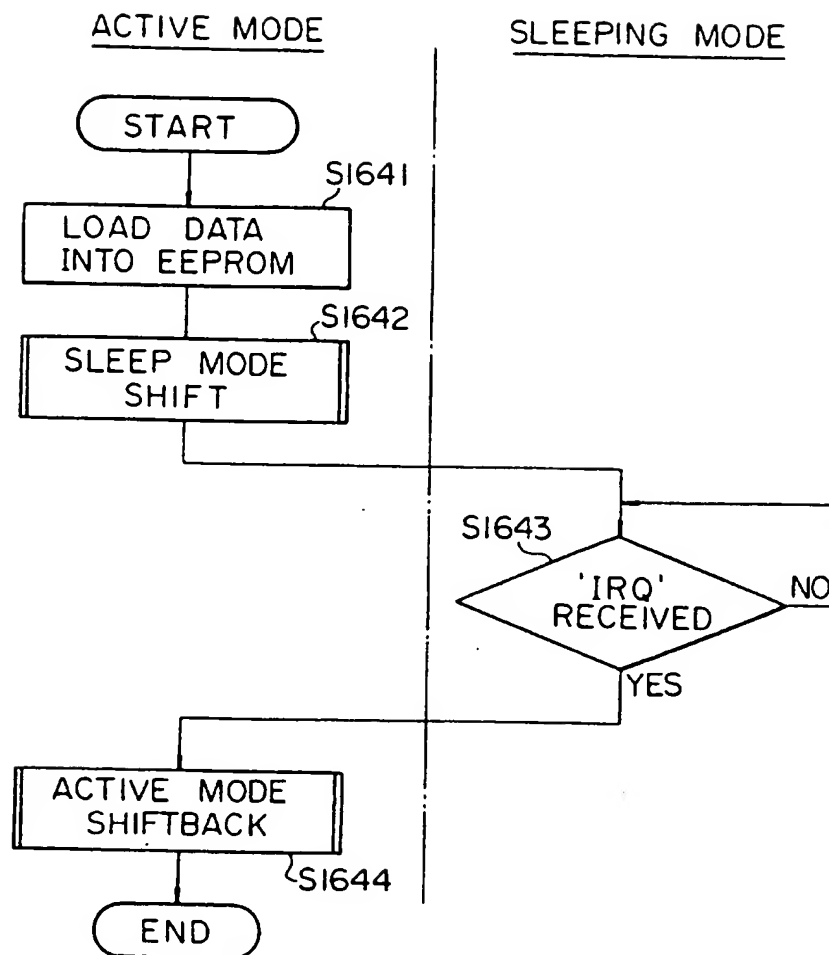 ACTIVE MODE
SLEEPING MODE
START
S1641
LOAD DATA
INTO EEPROM
S1642
SLEEP MODE
SHIFT
S1643
'IRQ'
RECEIVED
NO
YES
ACTIVE MODE
SHIFTBACK
S1644
END